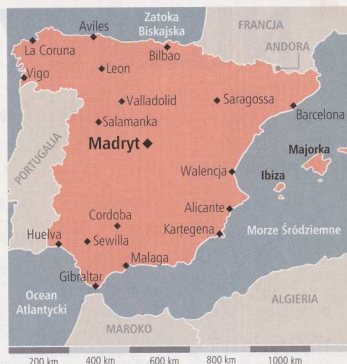 Zatoka
Biskajska
FRANCJA
ANDORA
Aviles
La Coruna
Bilbao
Vigo
Leon
Valladolid
Saragossa
Barcelona
Salamanka
Madryt
Majorka
PORTUGALIA
Walencja
Ibiza
Alicante
Cordoba
Kartegena
Morze Śródziemne
Huelva
Sewilla
Malaga
Gibraltar
Ocean
Atlantycki
ALGIERIA
MAROKO
200 km 400 km 600 km 800 km 1000 km